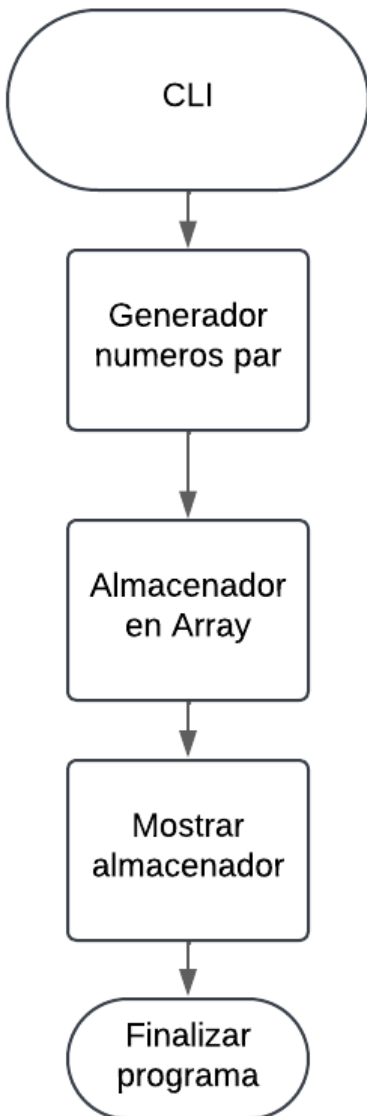 CLI
Generador
numeros par
Almacenador
en Array
Mostrar
almacenador
Finalizar
programa